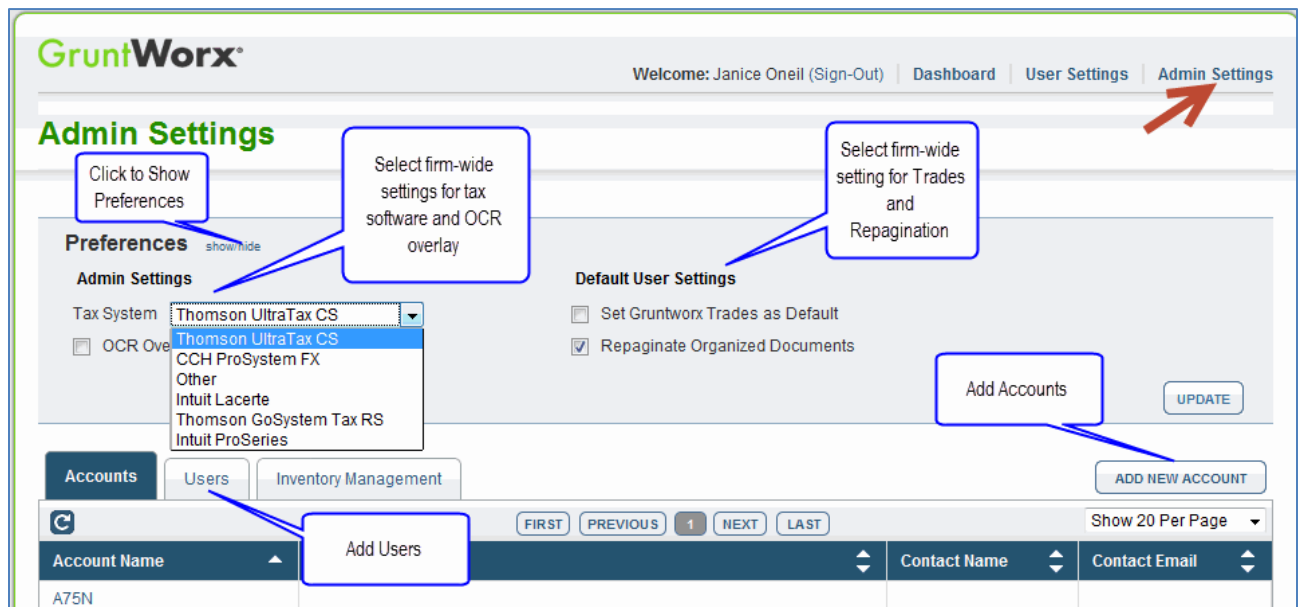 GruntWorx
Welcome: Janice Oneil (Sign-Out) | Dashboard | User Settings | Admin Settings
Admin Settings
Click to Show
Preferences
Select firm-wide
settings for tax
software and OCR
overlay
Select firm-wide
setting for Trades
and
Repagination
Preferences show/hide
Admin Settings
Tax System Thomson UltraTax CS
Thomson UltraTax CS
CCH ProSystem FX
Other
Intuit Lacerte
Thomson GoSystem Tax RS
Intuit ProSeries
OCR Ove
Default User Settings
Set Gruntworx Trades as Default
Repaginate Organized Documents
Add Accounts
UPDATE
Accounts Users Inventory Management
ADD NEW ACCOUNT
Add Users
FIRST PREVIOUS 1 NEXT LAST
Show 20 Per Page
Account Name Contact Name Contact Email
A75N